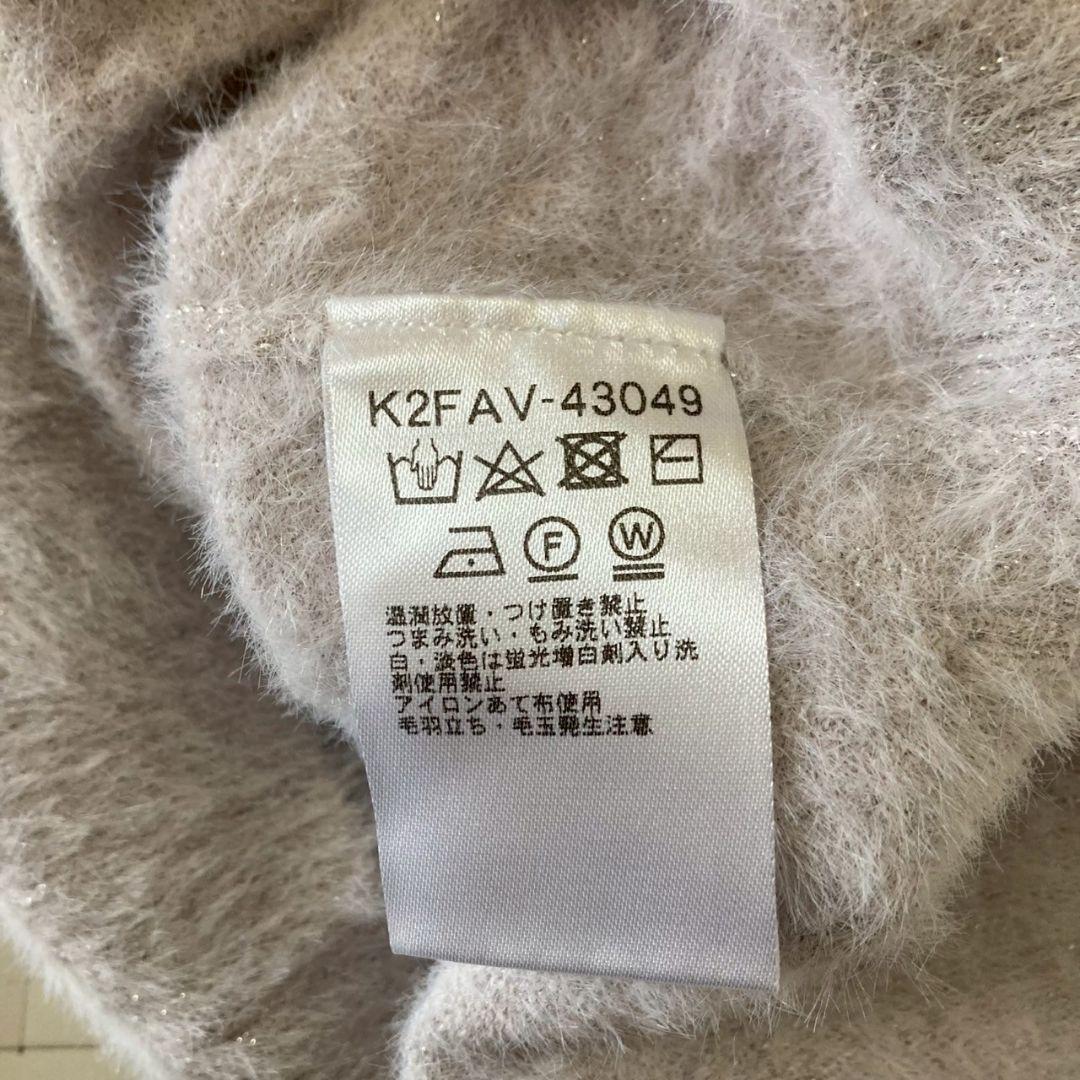 K2FAV-43049
F W
湿潤放置・つけ置き禁止
つまみ洗い・もみ洗い禁止
白・淡色は蛍光増白剤入り洗
剤使用禁止
アイロンあて布使用
毛羽立ち・毛玉発生注意